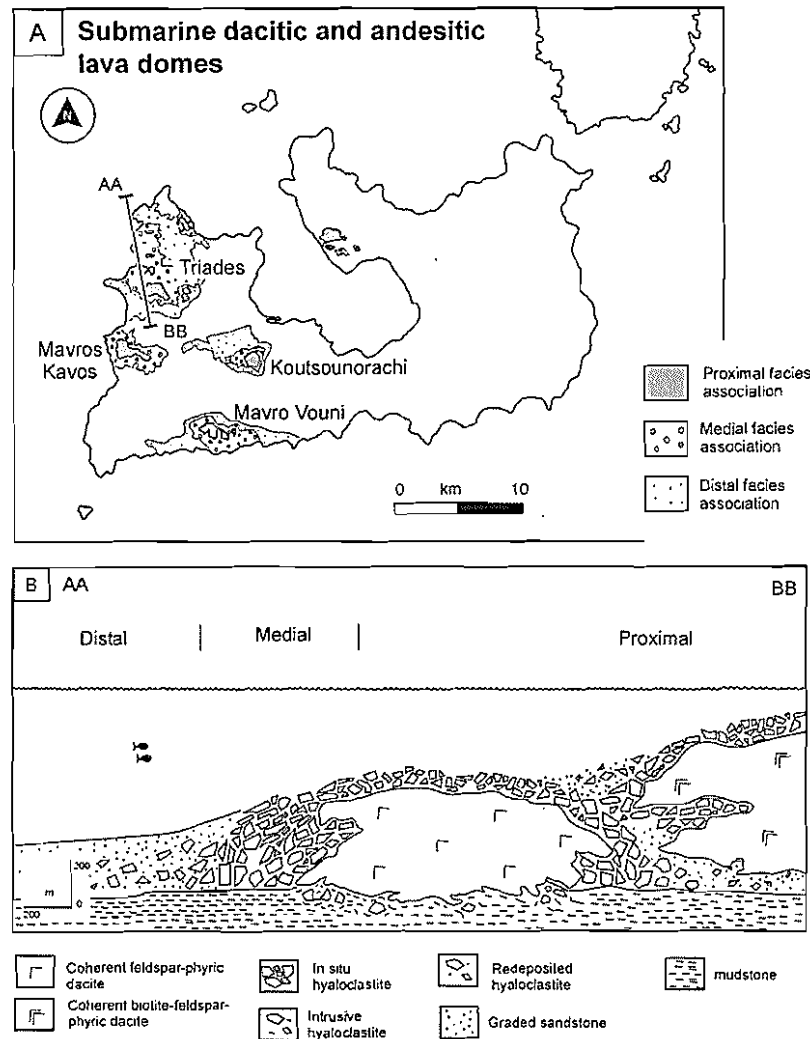 A
Submarine dacitic and andesitic
lava domes
N
AA
Triades
BB
Mavros
Kavos
Koutsounorachi
Mavro Vouni
0 km 10
Proximal facies
association
Medial facies
association
Distal facies
association
B AA BB
Distal Medial Proximal
m
200
0
Coherent feldspar-phyric
dacite
Coherent biotite-feldspar-
phyric dacite
In situ
hyaloclastite
Intrusive
hyaloclastite
Redeposited
hyaloclastite
Graded sandstone
mudstone